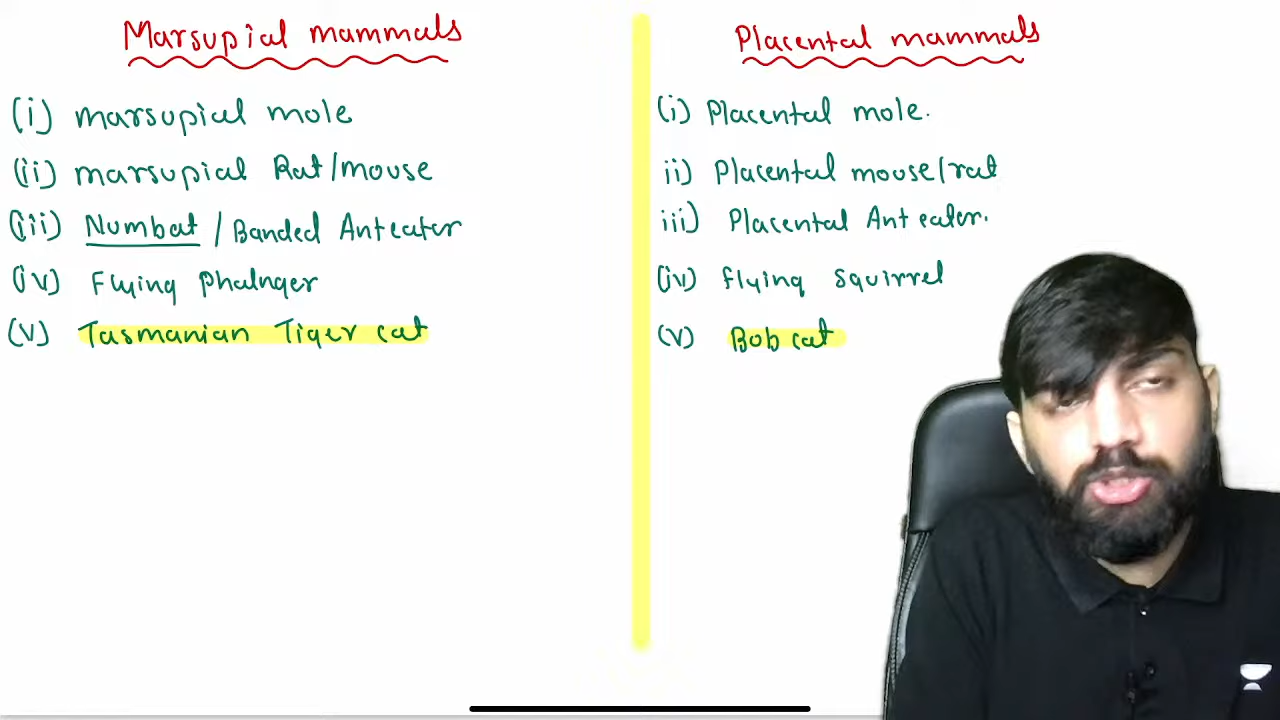 Marsupial mammals
(i) marsupial mole
(ii) marsupial Rat/mouse
(iii) Numbat / Banded Anteater
(iv) Flying Phalnger
(v) Tasmanian Tiger cat
Placental mammals
(i) Placental mole.
ii) Placental mouse/rat
iii) Placental Ant eater.
(iv) flying squirrel
(v) Bob cat